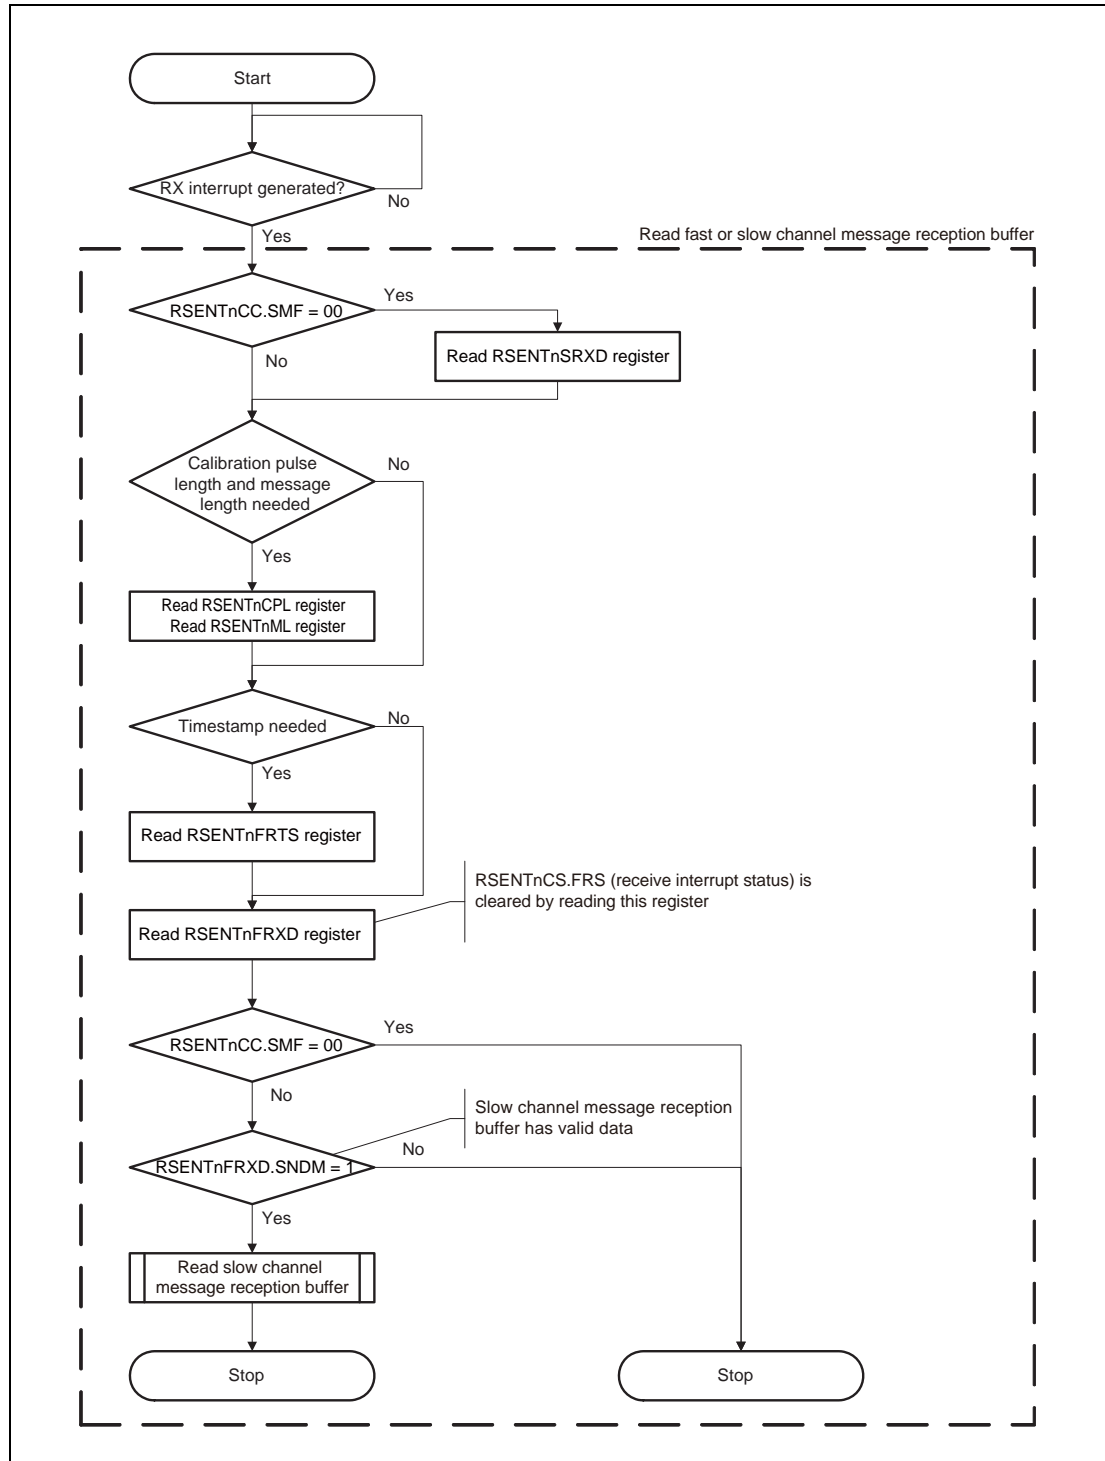 Start
RX interrupt generated?
No
Yes
Read fast or slow channel message reception buffer
RSENTnCC.SMF = 00
Yes
Read RSENTnSRXD register
No
Calibration pulse
length and message
length needed
No
Yes
Read RSENTnCPL register
Read RSENTnML register
Timestamp needed
No
Yes
Read RSENTnFRTS register
RSENTnCS.FRS (receive interrupt status) is
cleared by reading this register
Read RSENTnFRXD register
RSENTnCC.SMF = 00
Yes
No
Slow channel message reception
buffer has valid data
RSENTnFRXD.SNDM = 1
No
Yes
Read slow channel
message reception buffer
Stop
Stop